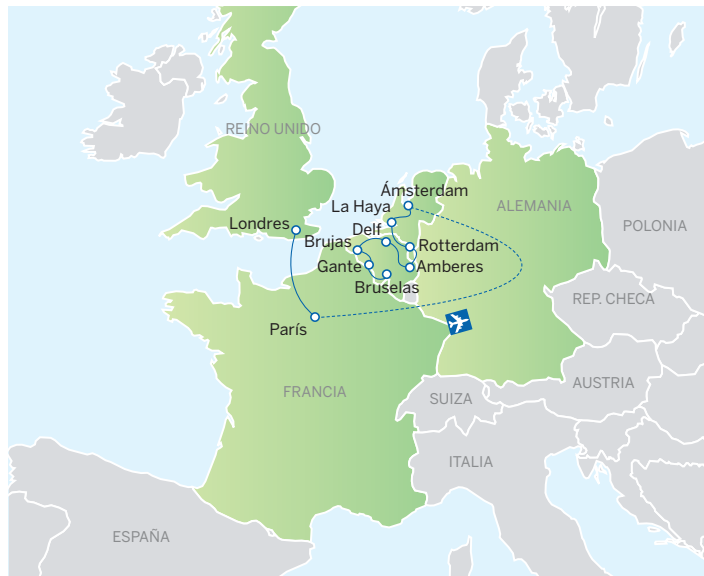 REINO UNIDO
Ámsterdam
La Haya
ALEMANIA
Londres
Delf
POLONIA
Brujas
Rotterdam
Gante
Amberes
Bruselas
REP. CHECA
París
AUSTRIA
FRANCIA
SUIZA
ITALIA
ESPAÑA